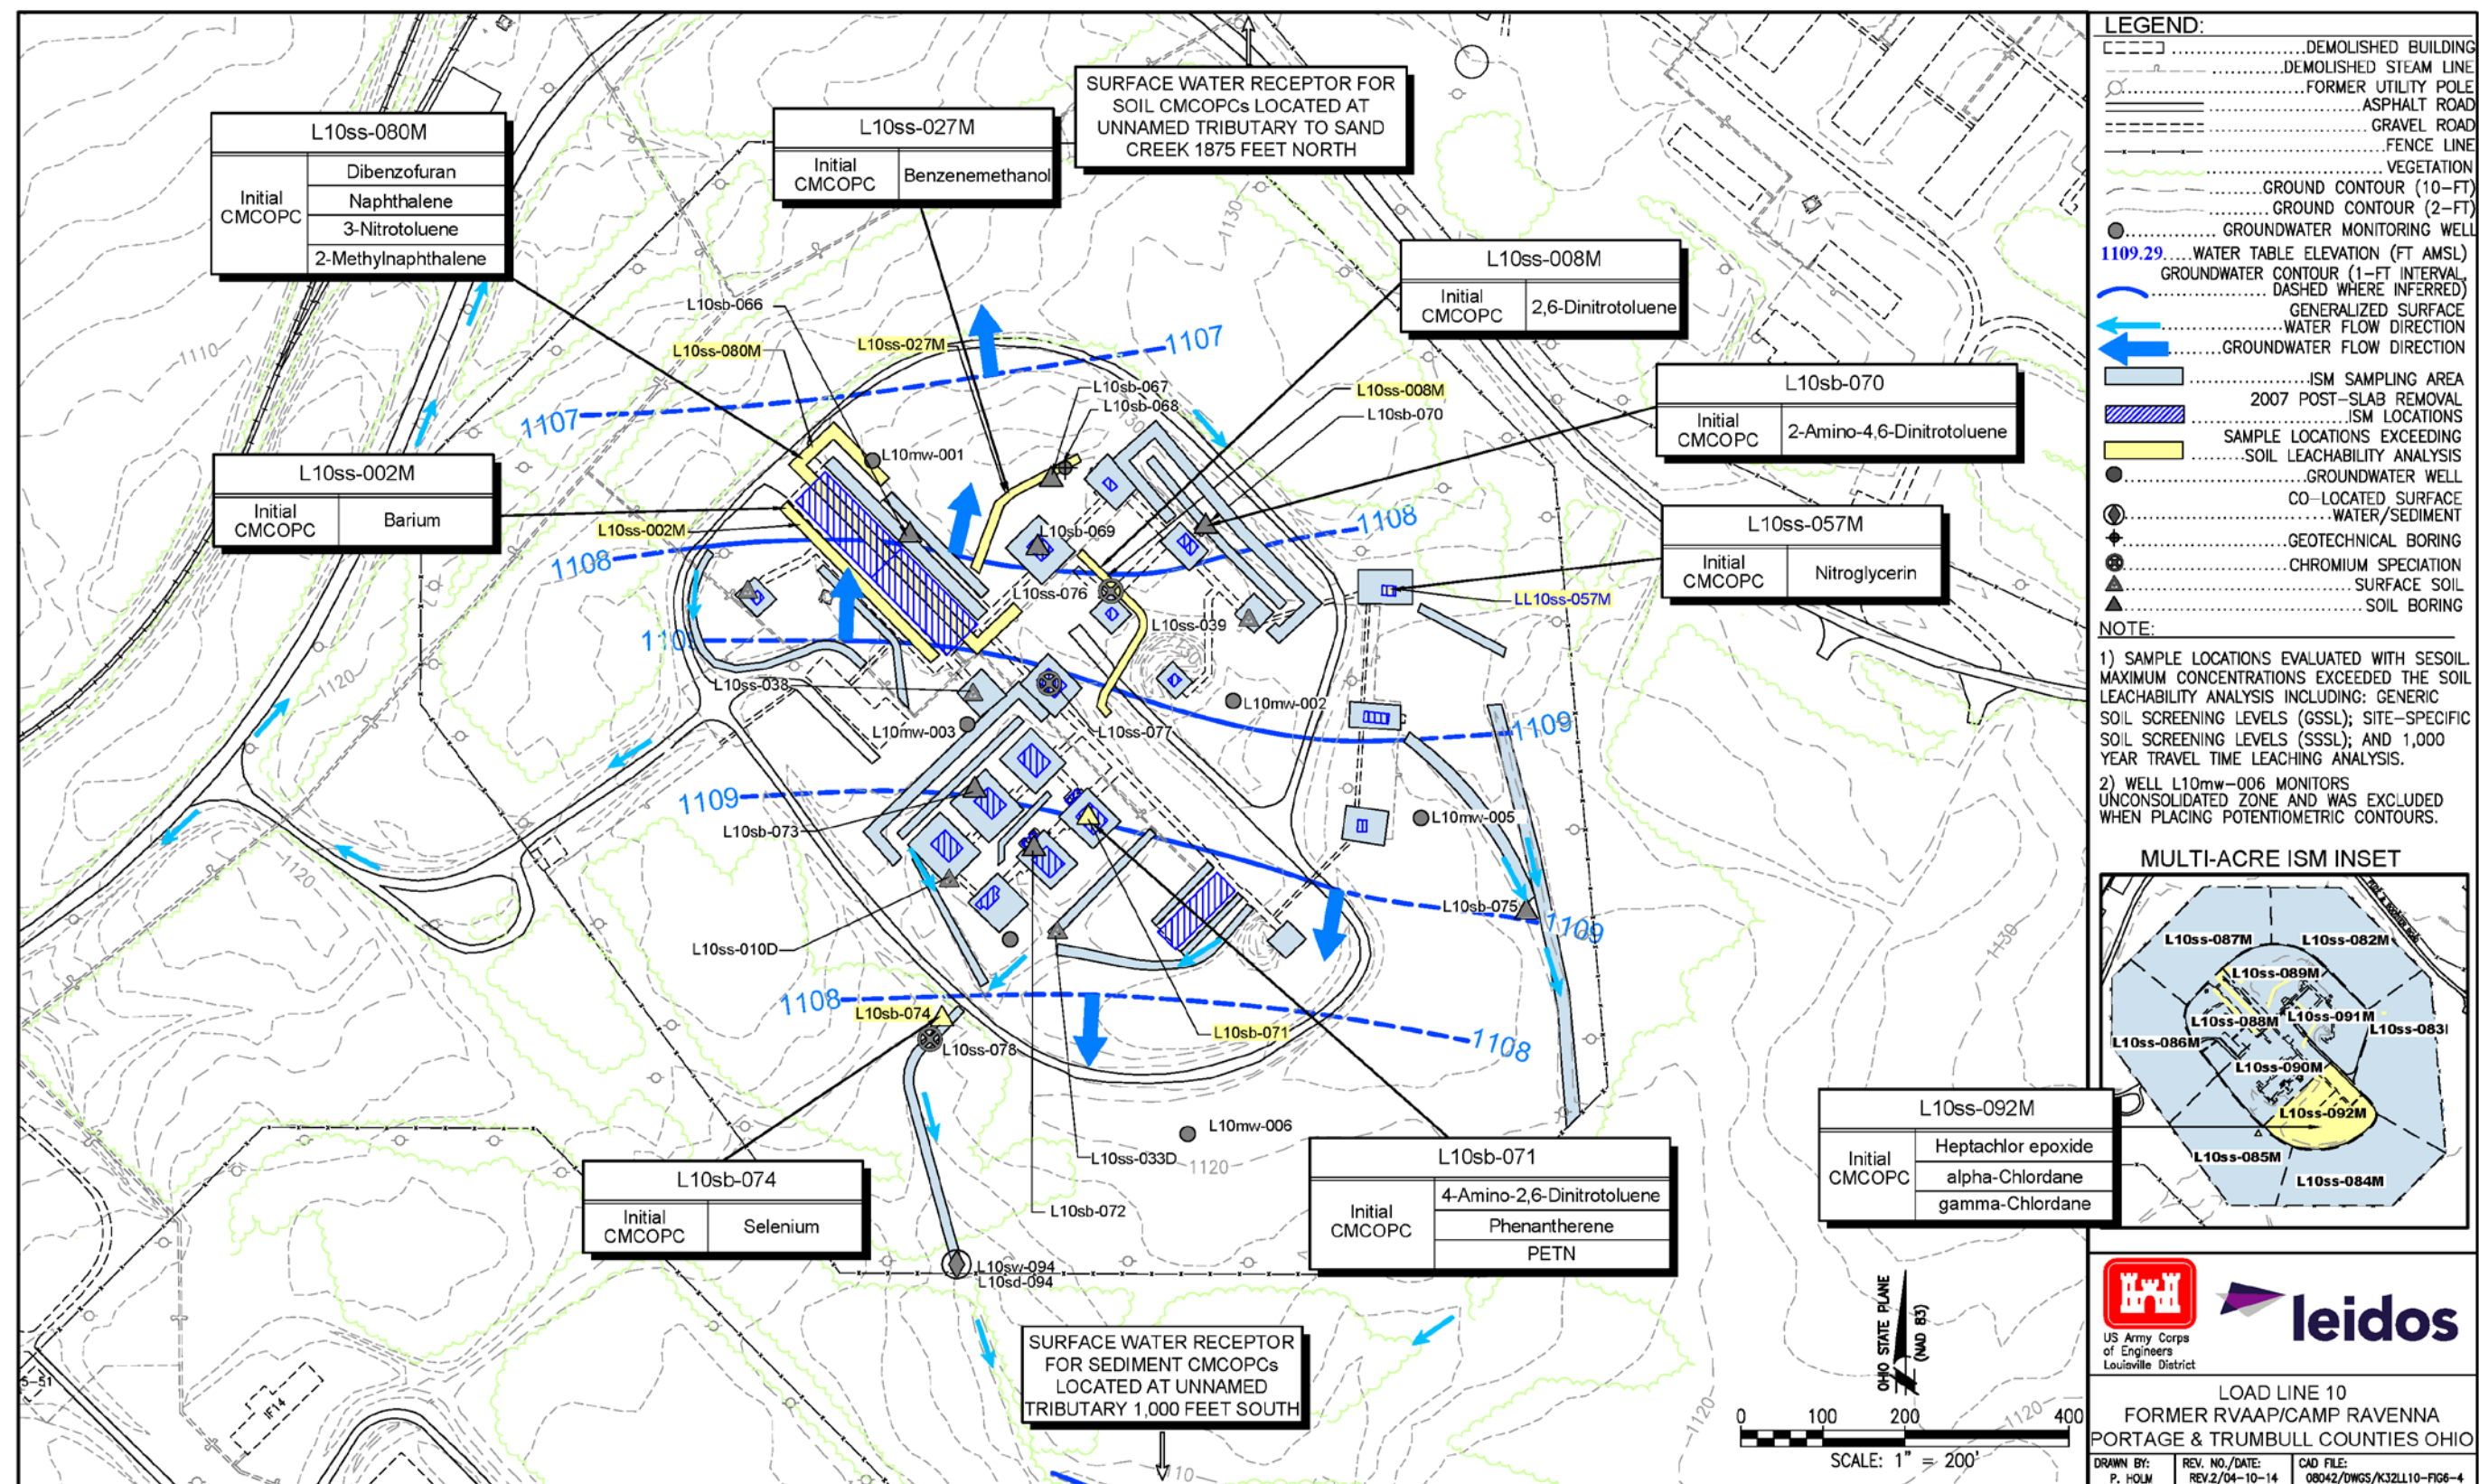 L10ss-080M
Initial CMCOPC
Dibenzofuran
Naphthalene
3-Nitrotoluene
2-Methylnaphthalene
L10ss-027M
Initial CMCOPC
Benzenemethanol
SURFACE WATER RECEPTOR FOR
SOIL CMCOPCs LOCATED AT
UNNAMED TRIBUTARY TO SAND
CREEK 1875 FEET NORTH
L10ss-008M
Initial CMCOPC
2,6-Dinitrotoluene
L10sb-070
Initial CMCOPC
2-Amino-4,6-Dinitrotoluene
L10ss-057M
Initial CMCOPC
Nitroglycerin
L10ss-002M
Initial CMCOPC
Barium
1130
1110
L10sb-066
L10ss-080M
L10ss-027M
1107
1107
L10sb-067
L10sb-068
L10ss-008M
L10sb-070
L10mw-001
L10ss-002M
1108
1108
L10sb-069
L10ss-076
LL10ss-057M
L10ss-039
1109
1120
L10ss-038
L10mw-002
L10mw-003
L10ss-077
1109
1109
L10sb-073
L10mw-005
1120
L10sb-075
1109
L10ss-010D
1130
1108
L10sb-074
L10sb-071
L10ss-078
1108
L10mw-006
L10ss-033D
1120
L10sb-072
L10sb-074
Initial CMCOPC
Selenium
L10sb-071
Initial CMCOPC
4-Amino-2,6-Dinitrotoluene
Phenantherene
PETN
L10ss-092M
Initial CMCOPC
Heptachlor epoxide
alpha-Chlordane
gamma-Chlordane
L10sw-094
L10sd-094
SURFACE WATER RECEPTOR
FOR SEDIMENT CMCOPCs
LOCATED AT UNNAMED
TRIBUTARY 1,000 FEET SOUTH
IF14
1120
1120
OHIO STATE PLANE
(NAD 83)
0 100 200 400
SCALE: 1" = 200'
LEGEND:
DEMOLISHED BUILDING
DEMOLISHED STEAM LINE
FORMER UTILITY POLE
ASPHALT ROAD
GRAVEL ROAD
FENCE LINE
VEGETATION
GROUND CONTOUR (10-FT)
GROUND CONTOUR (2-FT)
GROUNDWATER MONITORING WELL
1109.29....WATER TABLE ELEVATION (FT AMSL)
GROUNDWATER CONTOUR (1-FT INTERVAL,
DASHED WHERE INFERRED)
GENERALIZED SURFACE
WATER FLOW DIRECTION
GROUNDWATER FLOW DIRECTION
ISM SAMPLING AREA
2007 POST-SLAB REMOVAL
ISM LOCATIONS
SAMPLE LOCATIONS EXCEEDING
SOIL LEACHABILITY ANALYSIS
GROUNDWATER WELL
CO-LOCATED SURFACE
WATER/SEDIMENT
GEOTECHNICAL BORING
CHROMIUM SPECIATION
SURFACE SOIL
SOIL BORING
NOTE:
1) SAMPLE LOCATIONS EVALUATED WITH SESOIL.
MAXIMUM CONCENTRATIONS EXCEEDED THE SOIL
LEACHABILITY ANALYSIS INCLUDING: GENERIC
SOIL SCREENING LEVELS (GSSL); SITE-SPECIFIC
SOIL SCREENING LEVELS (SSSL); AND 1,000
YEAR TRAVEL TIME LEACHING ANALYSIS.
2) WELL L10mw-006 MONITORS
UNCONSOLIDATED ZONE AND WAS EXCLUDED
WHEN PLACING POTENTIOMETRIC CONTOURS.
MULTI-ACRE ISM INSET
L10ss-087M
L10ss-082M
L10ss-089M
L10ss-088M
L10ss-091M
L10ss-083
L10ss-086M
L10ss-090M
L10ss-092M
L10ss-085M
L10ss-084M
US Army Corps
of Engineers
Louisville District
leidos
LOAD LINE 10
FORMER RVAAP/CAMP RAVENNA
PORTAGE & TRUMBULL COUNTIES OHIO
DRAWN BY:
P. HOLM
REV. NO./DATE:
REV.2/04-10-14
CAD FILE:
08042/DWGS/K32LL10-FIG6-4